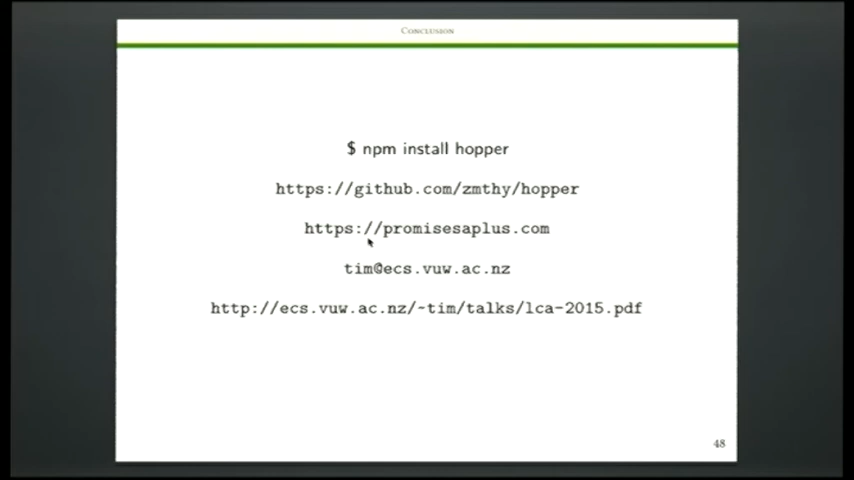 Conclusion
$ npm install hopper
https://github.com/zmthy/hopper
https://promisesaplus.com
tim@ecs.vuw.ac.nz
http://ecs.vuw.ac.nz/~tim/talks/lca-2015.pdf
48